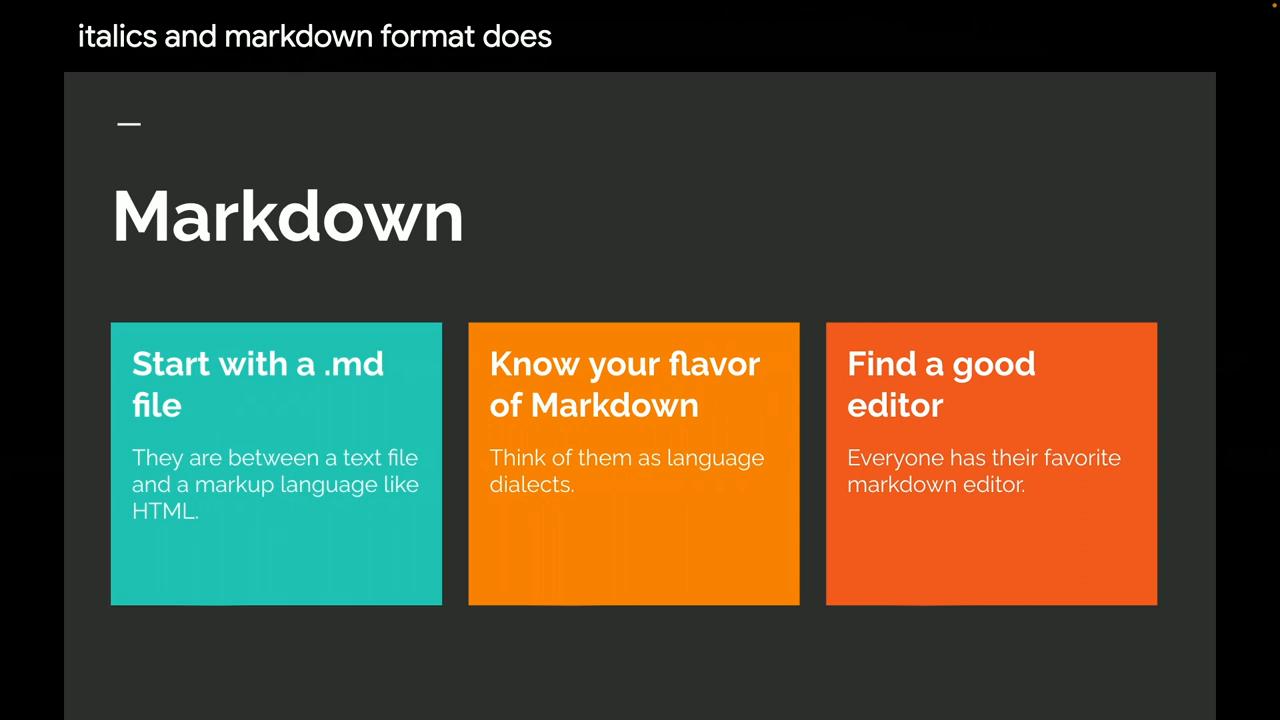 italics and markdown format does
Markdown
Start with a .md
file
They are between a text file
and a markup language like
HTML.
Know your flavor
of Markdown
Think of them as language
dialects.
Find a good
editor
Everyone has their favorite
markdown editor.